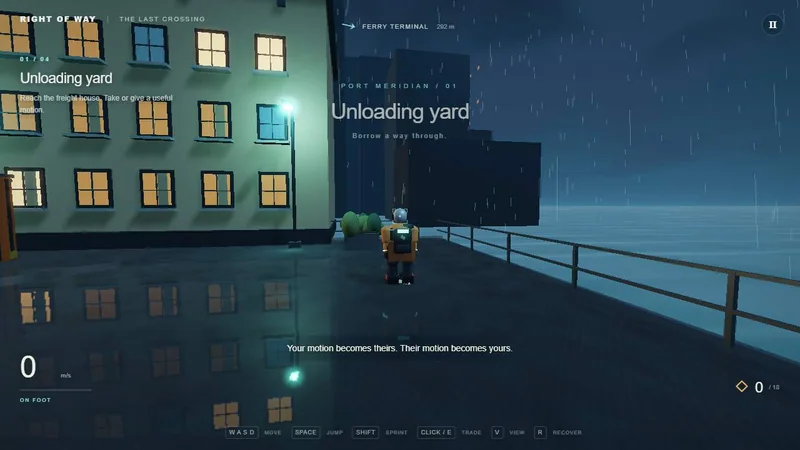 RIGHT OF WAY | THE LAST CROSSING
FERRY TERMINAL 292 m
01 / 04
Unloading yard
Reach the freight house. Take or give a useful
motion.
PORT MERIDIAN / 01
Unloading yard
Borrow a way through.
Your motion becomes theirs. Their motion becomes yours.
0 m/s
ON FOOT
0 / 18
W A S D MOVE SPACE JUMP SHIFT SPRINT CLICK / E TRADE V VIEW R RECOVER